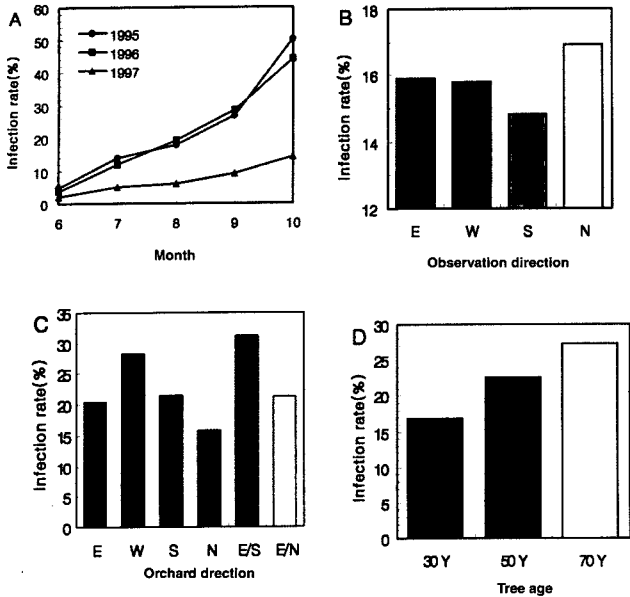 A
Infection rate(%)
60
50
40
30
20
10
0
1995
1996
1997
6 7 8 9 10
Month
B
Infection rate(%)
18
16
14
12
E W S N
Observation direction
C
Infection rate(%)
35
30
25
20
15
10
5
0
E W S N E/S E/N
Orchard drection
D
Infection rate(%)
30
25
20
15
10
5
0
30Y 50Y 70Y
Tree age